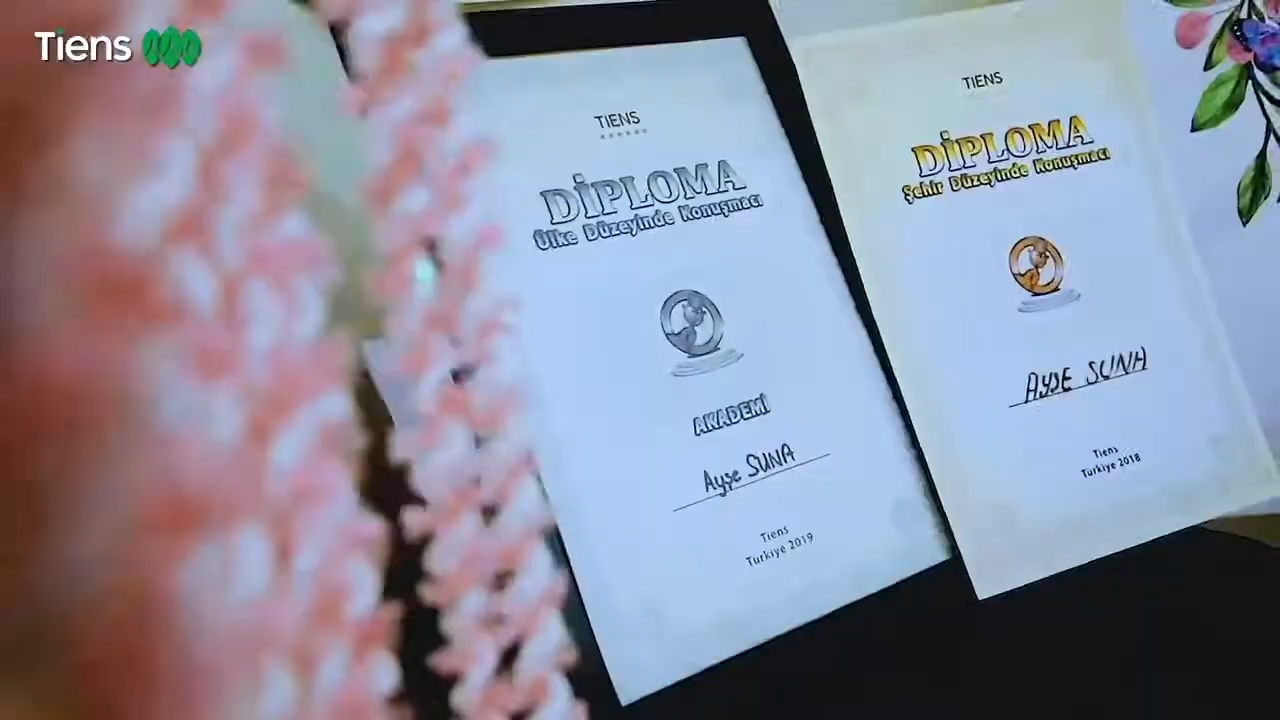 Tiens
TIENS
DİPLOMA
Ülke Düzeyinde Konuşmacı
AKADEMİ
Ayşe SUNA
Tiens
Türkiye 2019
TIENS
DİPLOMA
Şehir Düzeyinde Konuşmacı
AYŞE SUNA
Tiens
Türkiye 2018